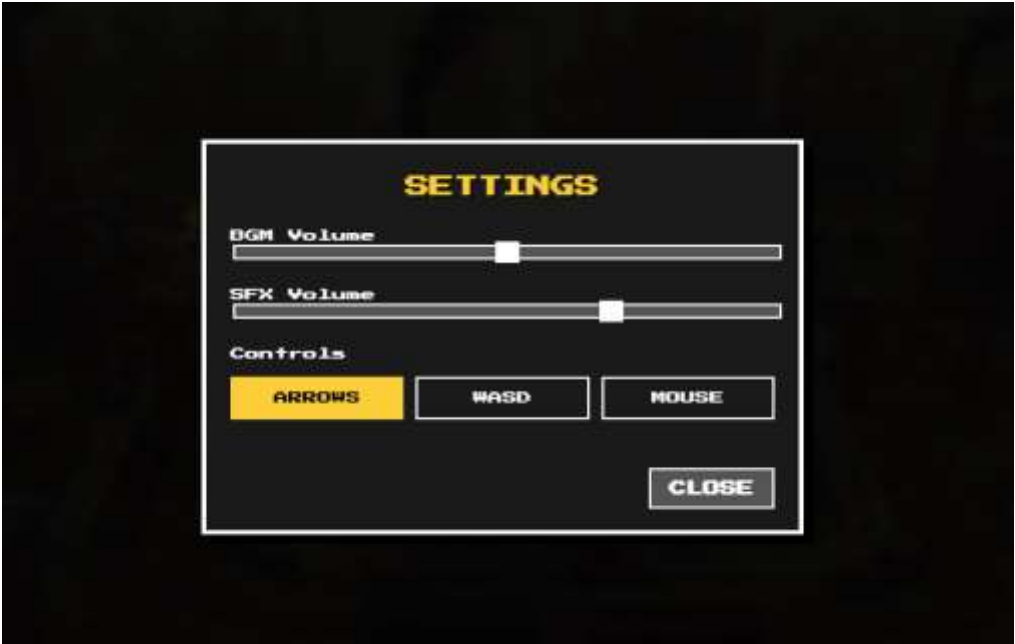 SETTINGS
BGM Volume
SFX Volume
Controls
ARROWS WASD MOUSE
CLOSE